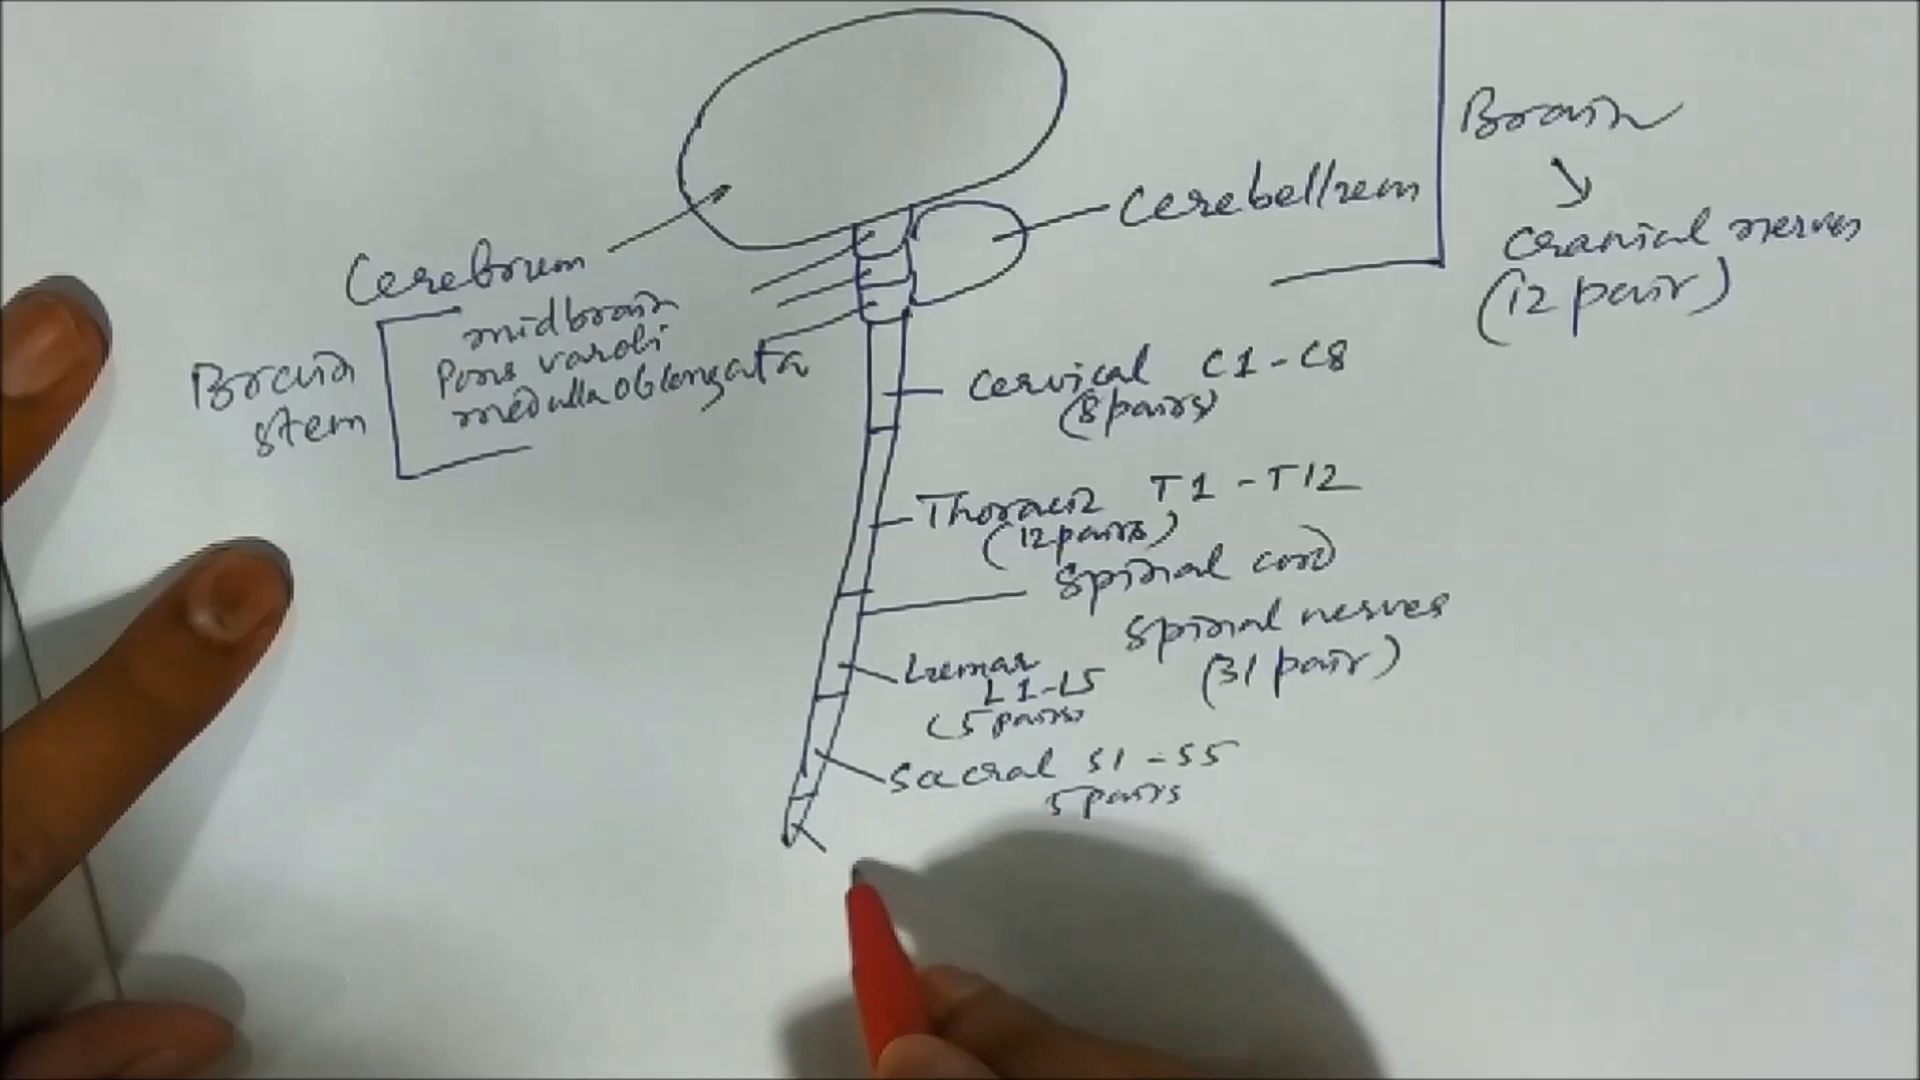 Brain
cranial nerves
(12 pair)
Cerebellum
Cerebrum
midbrain
Pons varoli
medulla oblongata
Brain
stem
Cervical C1-C8
(8 pairs)
Thoracic T1-T12
(12 pairs)
Spinal cord
Spinal nerves
(31 pair)
Lumar
L1-L5
(5 pairs)
Sacral S1-S5
5 pairs